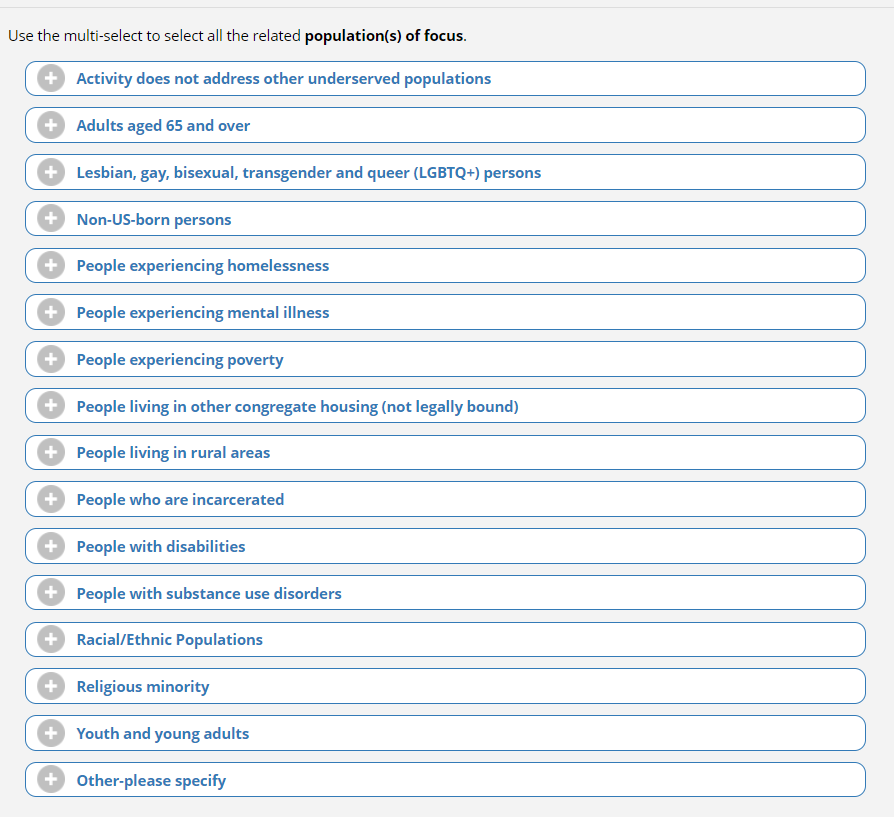 Use the multi-select to select all the related population(s) of focus.
Activity does not address other underserved populations
Adults aged 65 and over
Lesbian, gay, bisexual, transgender and queer (LGBTQ+) persons
Non-US-born persons
People experiencing homelessness
People experiencing mental illness
People experiencing poverty
People living in other congregate housing (not legally bound)
People living in rural areas
People who are incarcerated
People with disabilities
People with substance use disorders
Racial/Ethnic Populations
Religious minority
Youth and young adults
Other-please specify